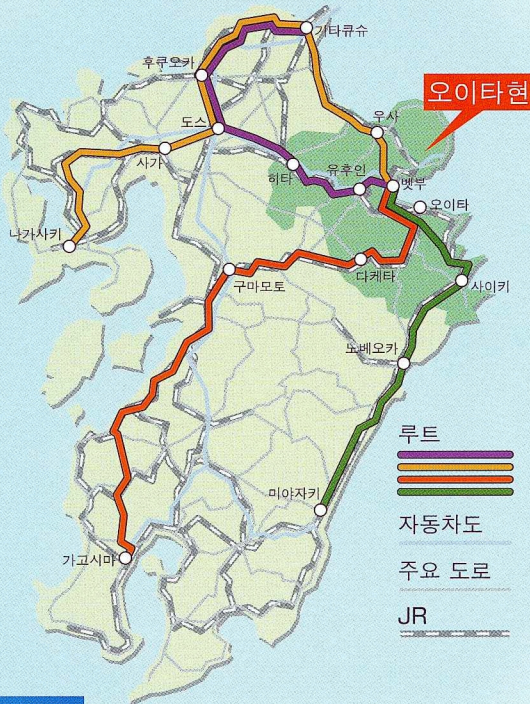 기타큐슈
후쿠오카
오이타현
도스
우사
사가
히타
유후인
벳부
오이타
나가사키
구마모토
다케타
사이키
노베오카
루트
미야자키
자동차도
가고시마
주요 도로
JR